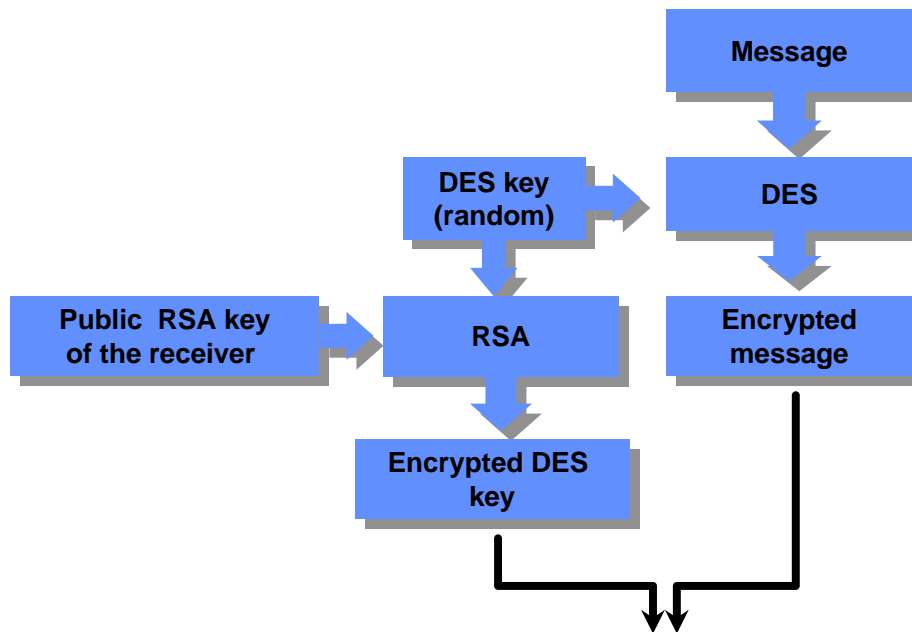 Message
DES key
(random)
DES
Public RSA key
of the receiver
RSA
Encrypted
message
Encrypted DES
key